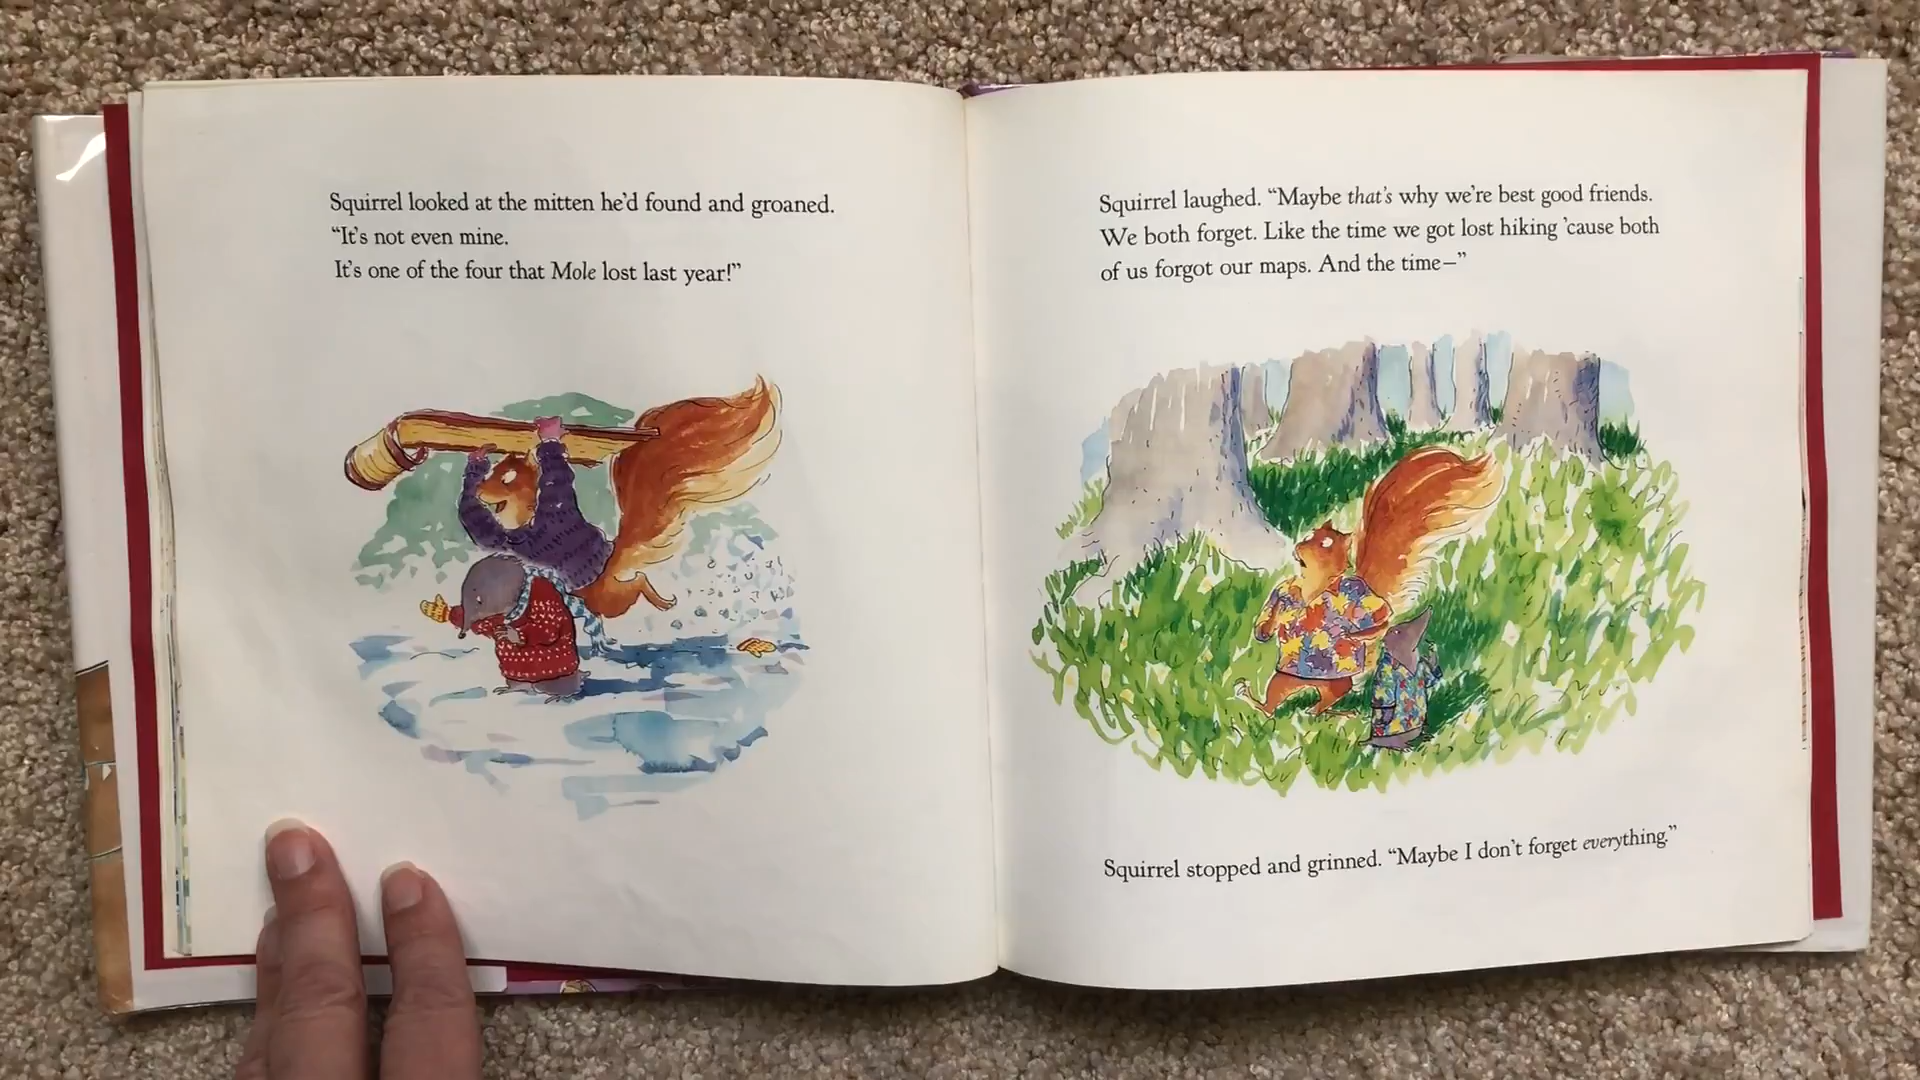 Squirrel looked at the mitten he'd found and groaned.
“It's not even mine.
It's one of the four that Mole lost last year!”
Squirrel laughed. “Maybe that's why we're best good friends.
We both forget. Like the time we got lost hiking ’cause both
of us forgot our maps. And the time—”
Squirrel stopped and grinned. “Maybe I don't forget everything.”